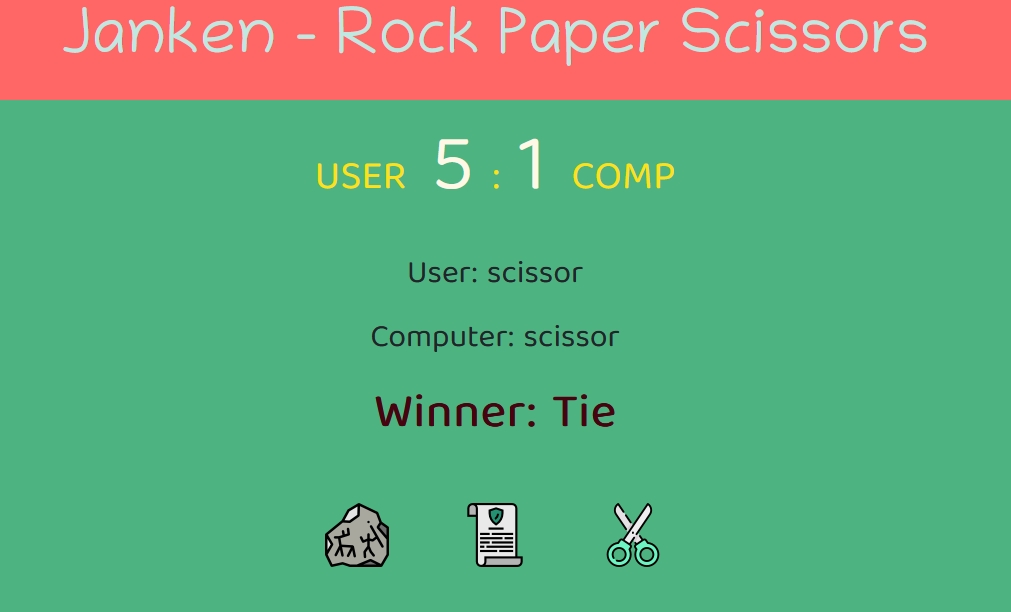 Janken - Rock Paper Scissors
USER 5 : 1 COMP
User: scissor
Computer: scissor
Winner: Tie